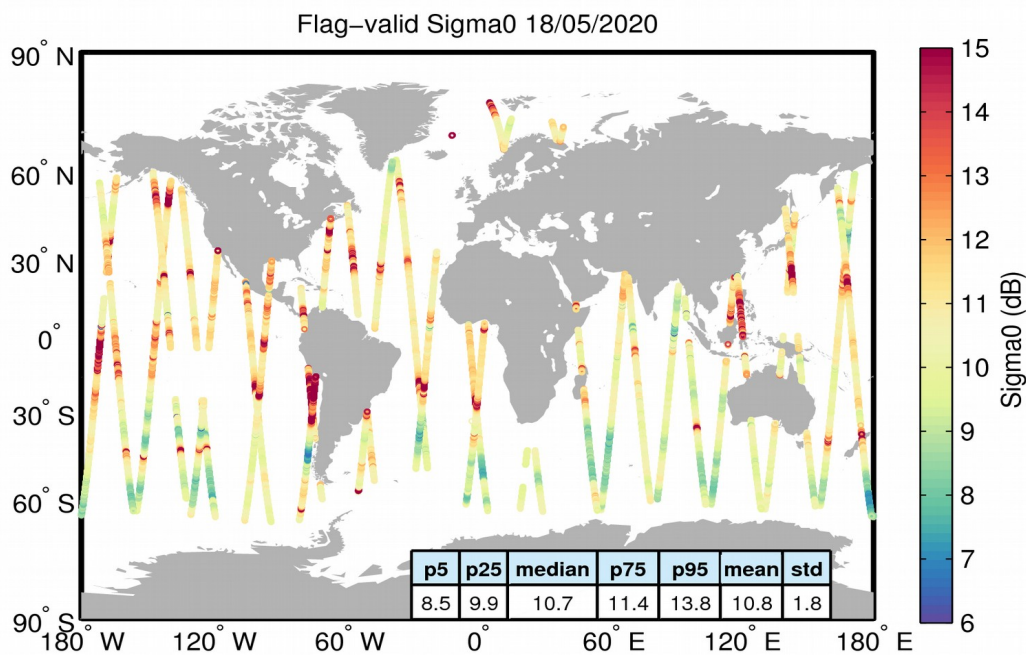 Flag-valid Sigma0 18/05/2020
90° N
60° N
30° N
0°
30° S
60° S
90° S
180° W
120° W
60° W
0°
60° E
120° E
180° E
15
14
13
12
11
10
9
8
7
6
Sigma0 (dB)
p5 p25 median p75 p95 mean std
8.5 9.9 10.7 11.4 13.8 10.8 1.8